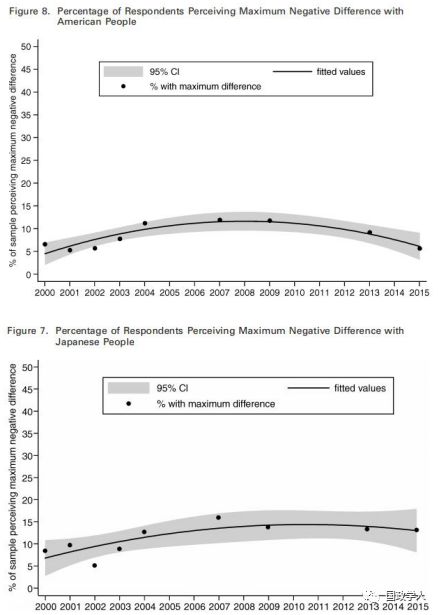 Figure 8. Percentage of Respondents Perceiving Maximum Negative Difference with
American People
% of sample perceiving maximum negative difference
50
45
40
35
30
25
20
15
10
5
0
95% CI
fitted values
% with maximum difference
2000 2001 2002 2003 2004 2005 2006 2007 2008 2009 2010 2011 2012 2013 2014 2015
Figure 7. Percentage of Respondents Perceiving Maximum Negative Difference with
Japanese People
% of sample perceiving maximum negative difference
50
45
40
35
30
25
20
15
10
5
0
95% CI
fitted values
% with maximum difference
2000 2001 2002 2003 2004 2005 2006 2007 2008 2009 2010 2011 2012 2013 2014 2015
国政学人